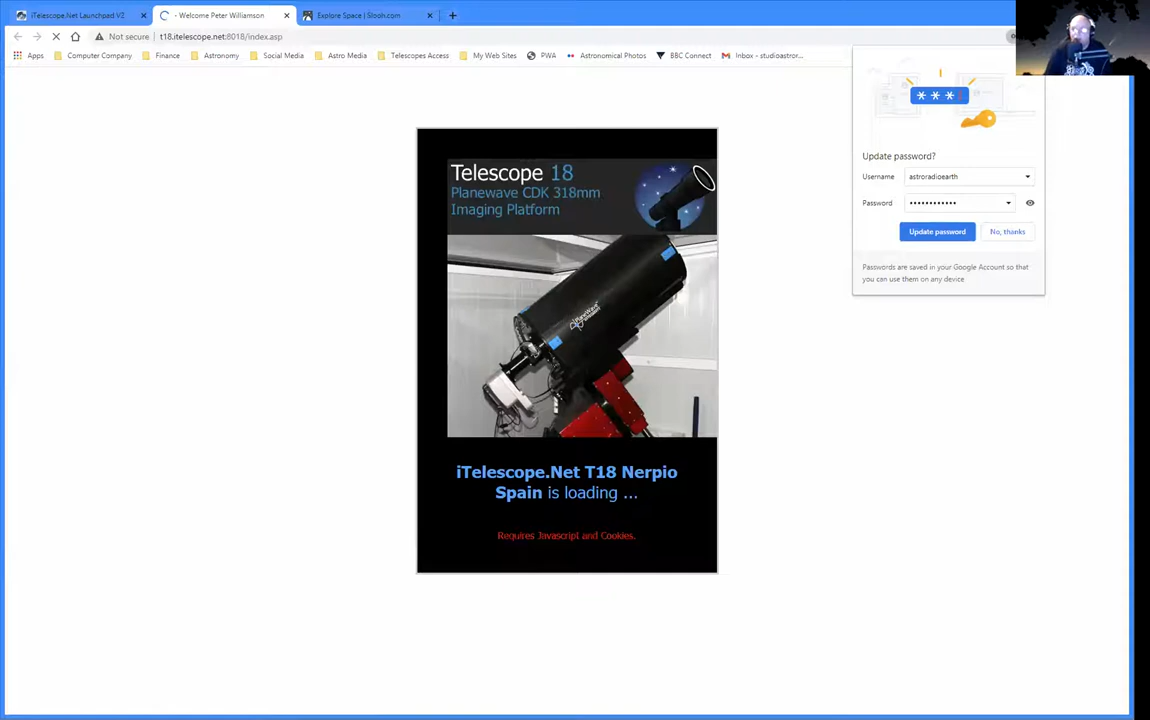 iTelescope.Net Launchpad V2
- Welcome Peter Williamson
Explore Space | Slooh.com
Not secure
t18.itelescope.net:8018/index.asp
Apps
Computer Company
Finance
Astronomy
Social Media
Astro Media
Telescopes Access
My Web Sites
PWA
Astronomical Photos
BBC Connect
Inbox - studioastror...
Telescope 18
Planewave CDK 318mm
Imaging Platform
iTelescope.Net T18 Nerpio
Spain is loading ...
Requires Javascript and Cookies.
Update password?
Username
astroradioearth
Password
••••••••••••
Update password
No, thanks
Passwords are saved in your Google Account so that
you can use them on any device